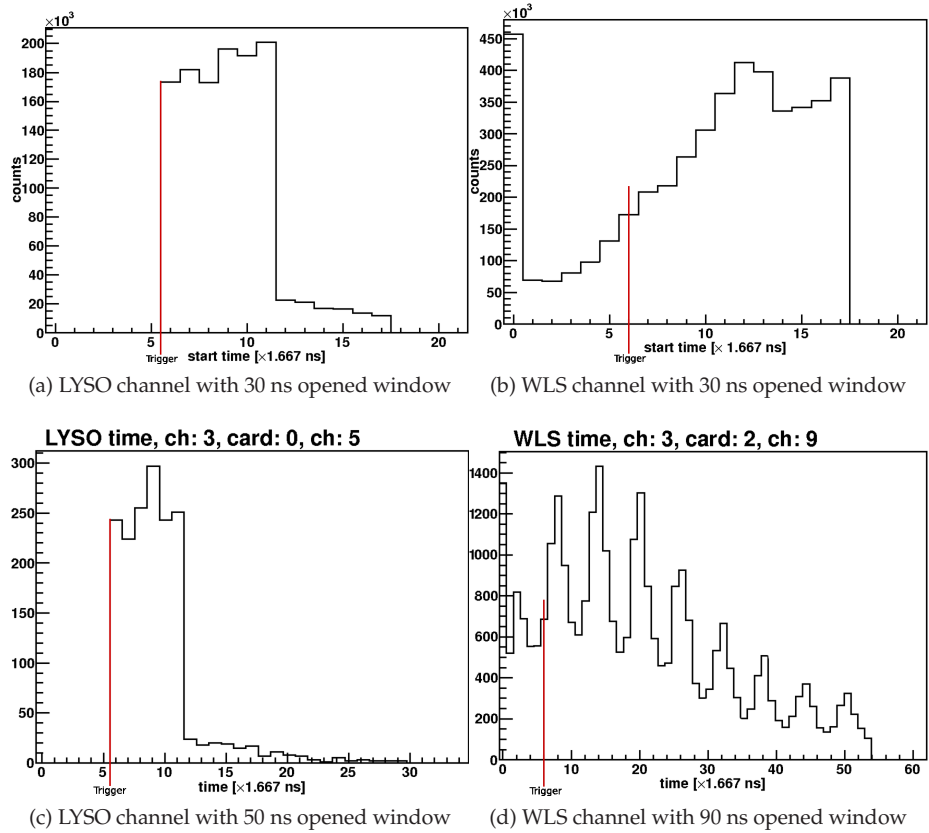 ×10³
200
180
160
140
120
100
80
60
40
20
0
counts
0 5 10 15 20
Trigger
start time [×1.667 ns]
(a) LYSO channel with 30 ns opened window
×10³
450
400
350
300
250
200
150
100
50
0
counts
0 5 10 15 20
start time [× 1.667 ns]
Trigger
(b) WLS channel with 30 ns opened window
LYSO time, ch: 3, card: 0, ch: 5
300
250
200
150
100
50
0
0 5 10 15 20 25 30
time [×1.667 ns]
Trigger
(c) LYSO channel with 50 ns opened window
WLS time, ch: 3, card: 2, ch: 9
1400
1200
1000
800
600
400
200
0
0 10 20 30 40 50 60
time [×1.667 ns]
Trigger
(d) WLS channel with 90 ns opened window